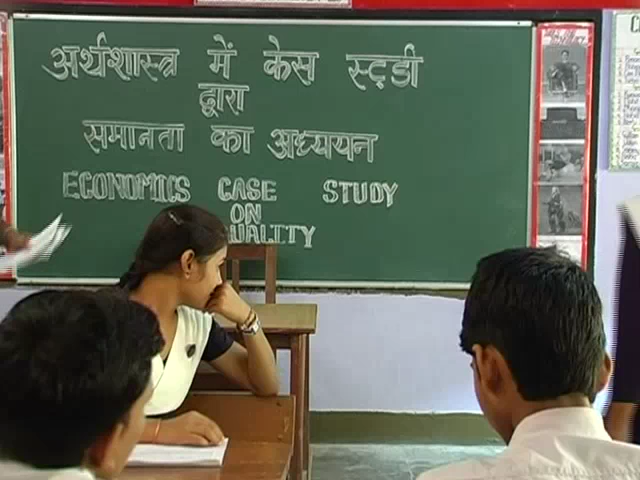 अर्थशास्त्र में केस स्टडी
द्वारा
समानता का अध्ययन
ECONOMICS CASE STUDY
ON